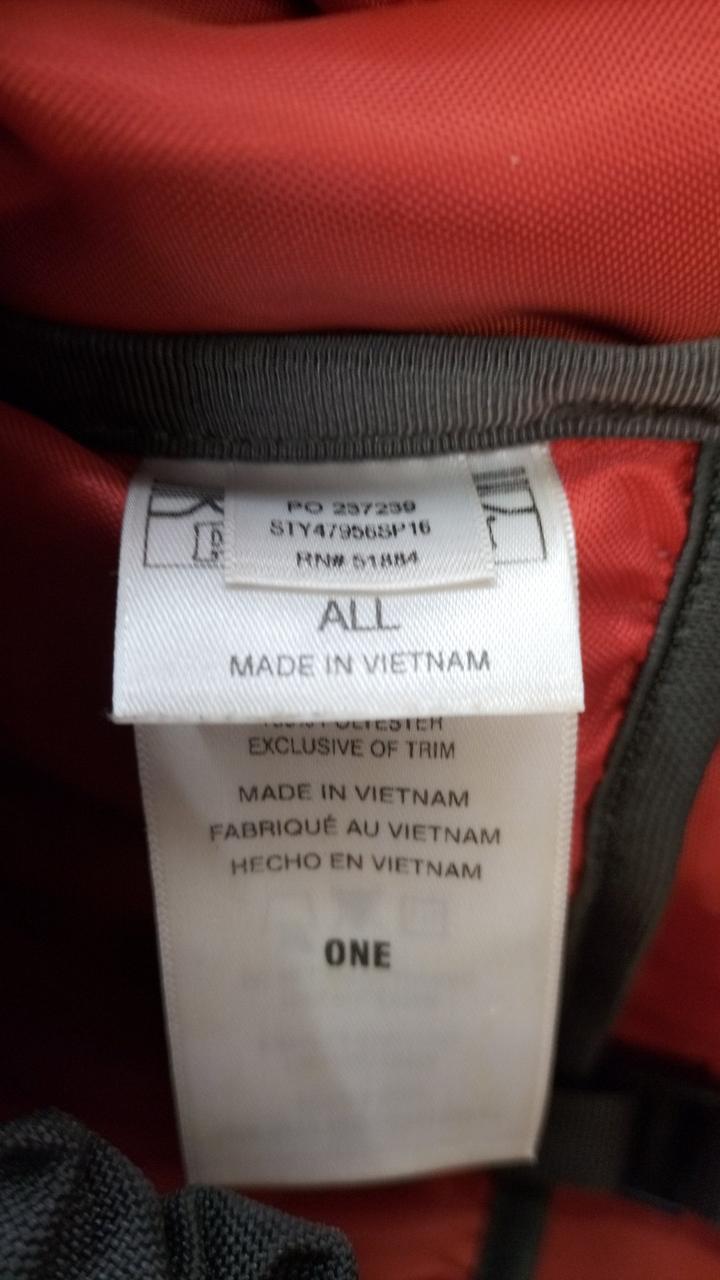 PO 237239
STY47956SP16
RN# 51884
ALL
MADE IN VIETNAM
POLYESTER
EXCLUSIVE OF TRIM
MADE IN VIETNAM
FABRIQUÉ AU VIETNAM
HECHO EN VIETNAM
ONE